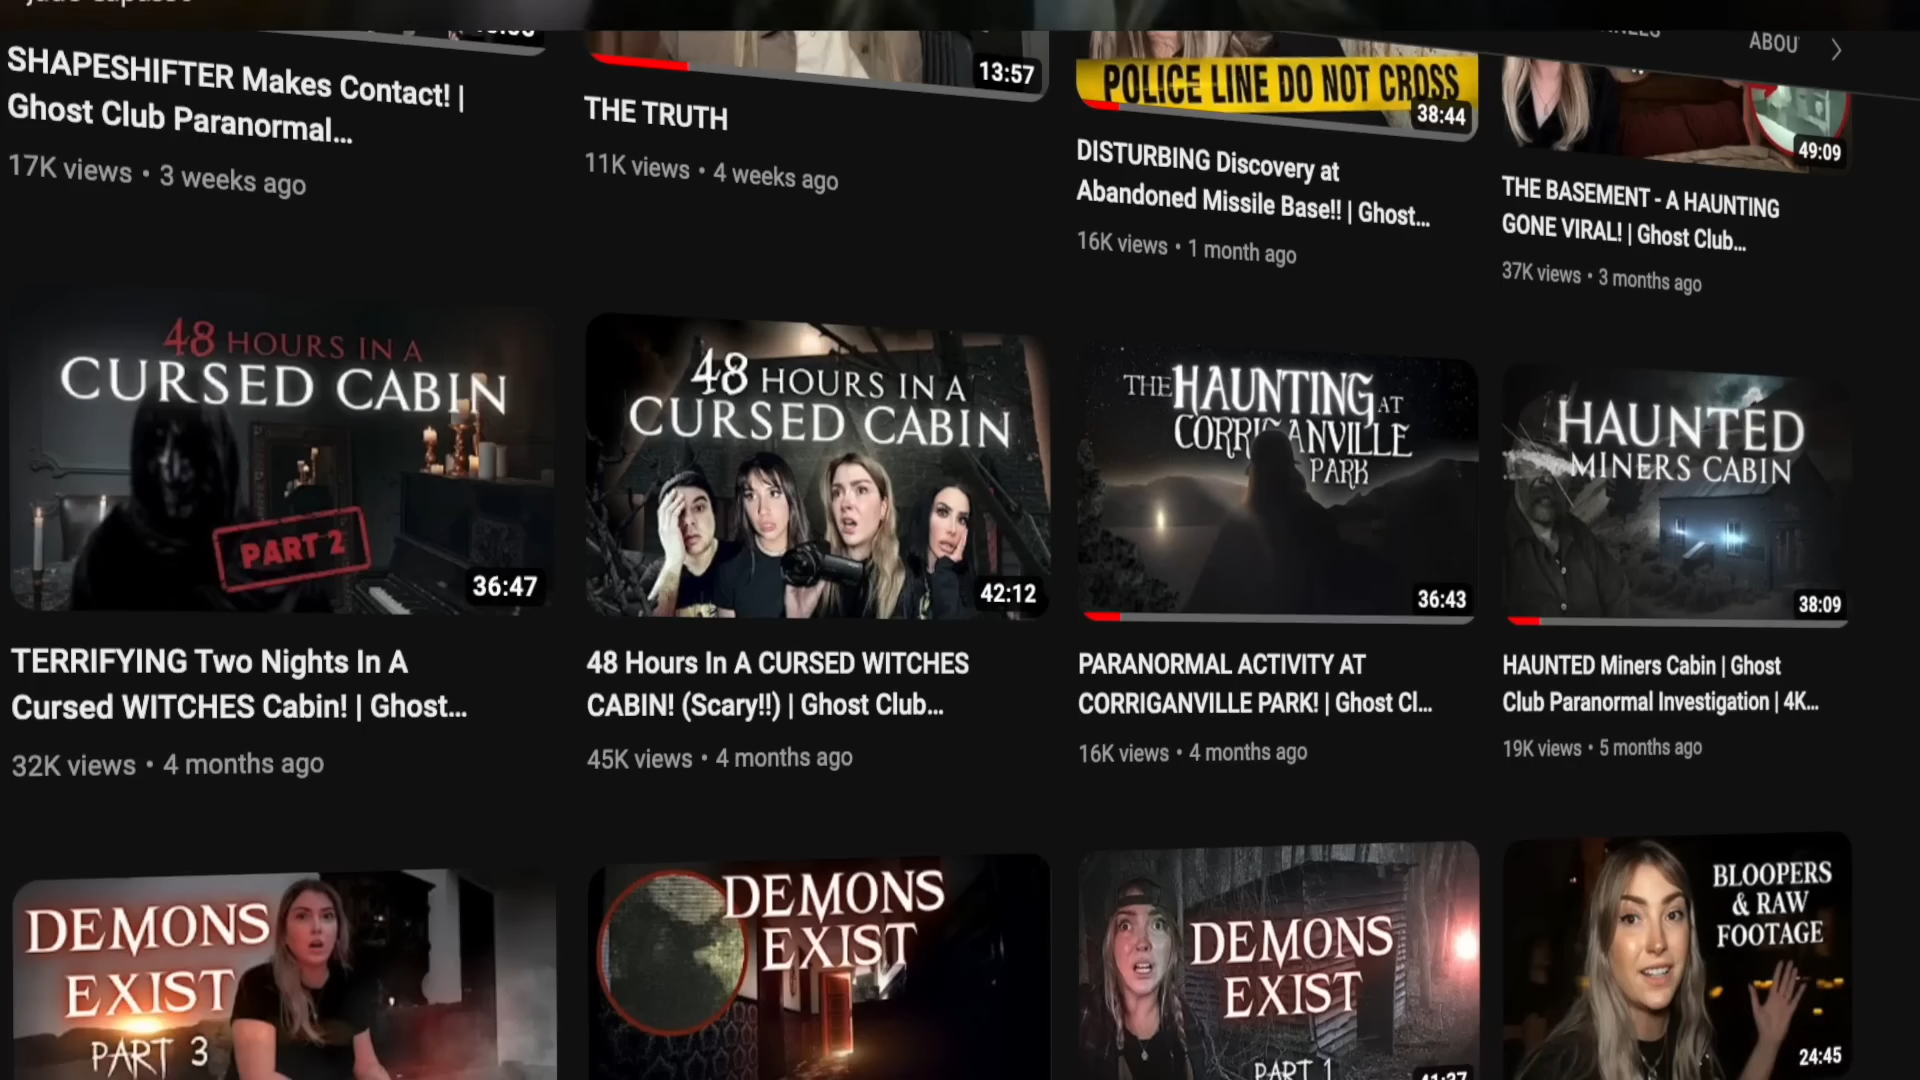 ABOU
13:57
POLICE LINE DO NOT CROSS
38:44
49:09
SHAPESHIFTER Makes Contact! |
Ghost Club Paranormal...
17K views • 3 weeks ago
THE TRUTH
11K views • 4 weeks ago
DISTURBING Discovery at
Abandoned Missile Base!! | Ghost...
16K views • 1 month ago
THE BASEMENT - A HAUNTING
GONE VIRAL! | Ghost Club...
37K views • 3 months ago
48 HOURS IN A
CURSED CABIN
PART 2
36:47
48 HOURS IN A
CURSED CABIN
42:12
THE HAUNTING AT
CORRIGANVILLE
PARK
36:43
HAUNTED
MINERS CABIN
38:09
TERRIFYING Two Nights In A
Cursed WITCHES Cabin! | Ghost...
32K views • 4 months ago
48 Hours In A CURSED WITCHES
CABIN! (Scary!!) | Ghost Club...
45K views • 4 months ago
PARANORMAL ACTIVITY AT
CORRIGANVILLE PARK! | Ghost Cl...
16K views • 4 months ago
HAUNTED Miners Cabin | Ghost
Club Paranormal Investigation | 4K...
19K views • 5 months ago
DEMONS
EXIST
PART 3
DEMONS
EXIST
DEMONS
EXIST
PART 1
41:37
BLOOPERS
& RAW
FOOTAGE
24:45